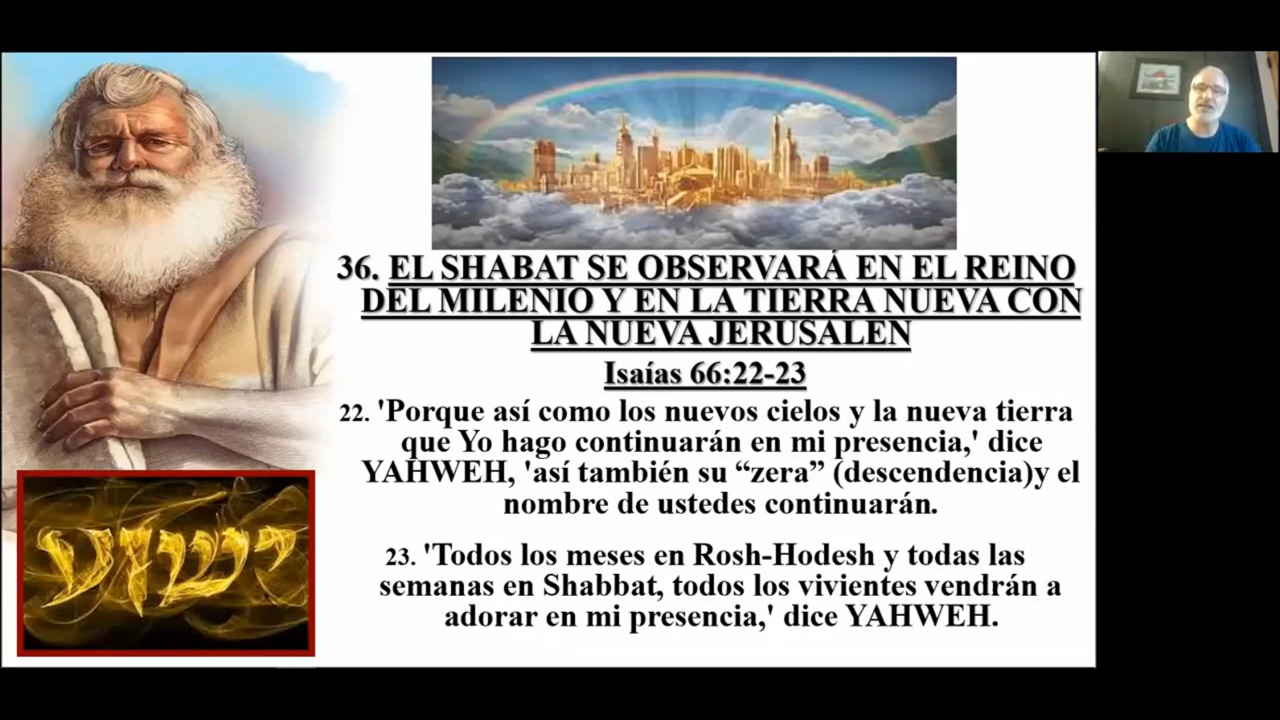 36. EL SHABAT SE OBSERVARÁ EN EL REINO
DEL MILENIO Y EN LA TIERRA NUEVA CON
LA NUEVA JERUSALEN
Isaías 66:22-23
22. 'Porque así como los nuevos cielos y la nueva tierra
que Yo hago continuarán en mi presencia,' dice
YAHWEH, 'así también su “zera” (descendencia)y el
nombre de ustedes continuarán.
23. 'Todos los meses en Rosh-Hodesh y todas las
semanas en Shabbat, todos los vivientes vendrán a
adorar en mi presencia,' dice YAHWEH.
ישוע